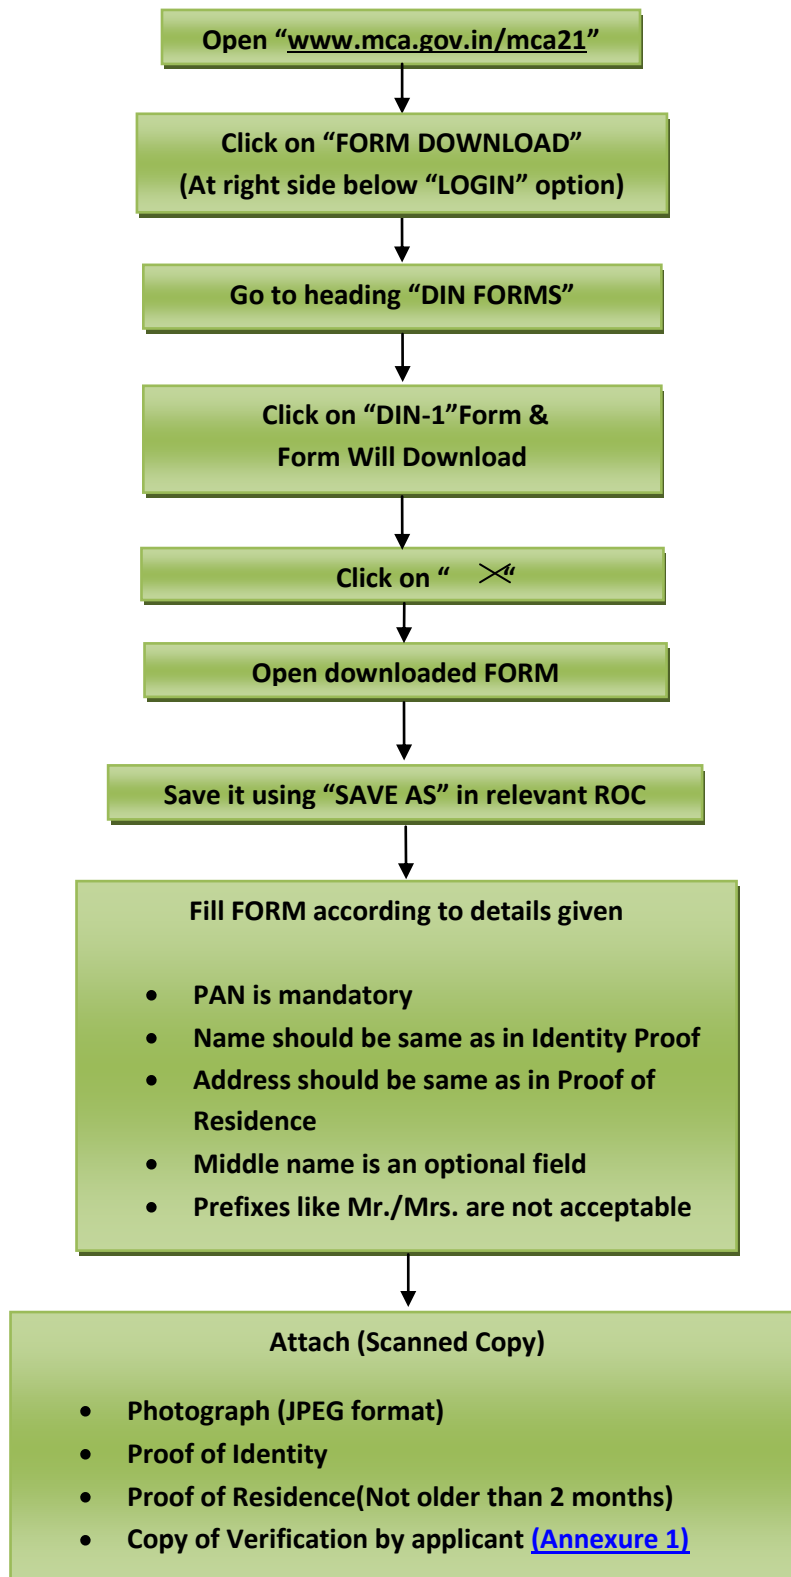 Open “www.mca.gov.in/mca21”
Click on “FORM DOWNLOAD”
(At right side below “LOGIN” option)
Go to heading “DIN FORMS”
Click on “DIN-1”Form &
Form Will Download
Click on “ “
Open downloaded FORM
Save it using “SAVE AS” in relevant ROC
Fill FORM according to details given
• PAN is mandatory
• Name should be same as in Identity Proof
• Address should be same as in Proof of
Residence
• Middle name is an optional field
• Prefixes like Mr./Mrs. are not acceptable
Attach (Scanned Copy)
• Photograph (JPEG format)
• Proof of Identity
• Proof of Residence(Not older than 2 months)
• Copy of Verification by applicant (Annexure 1)